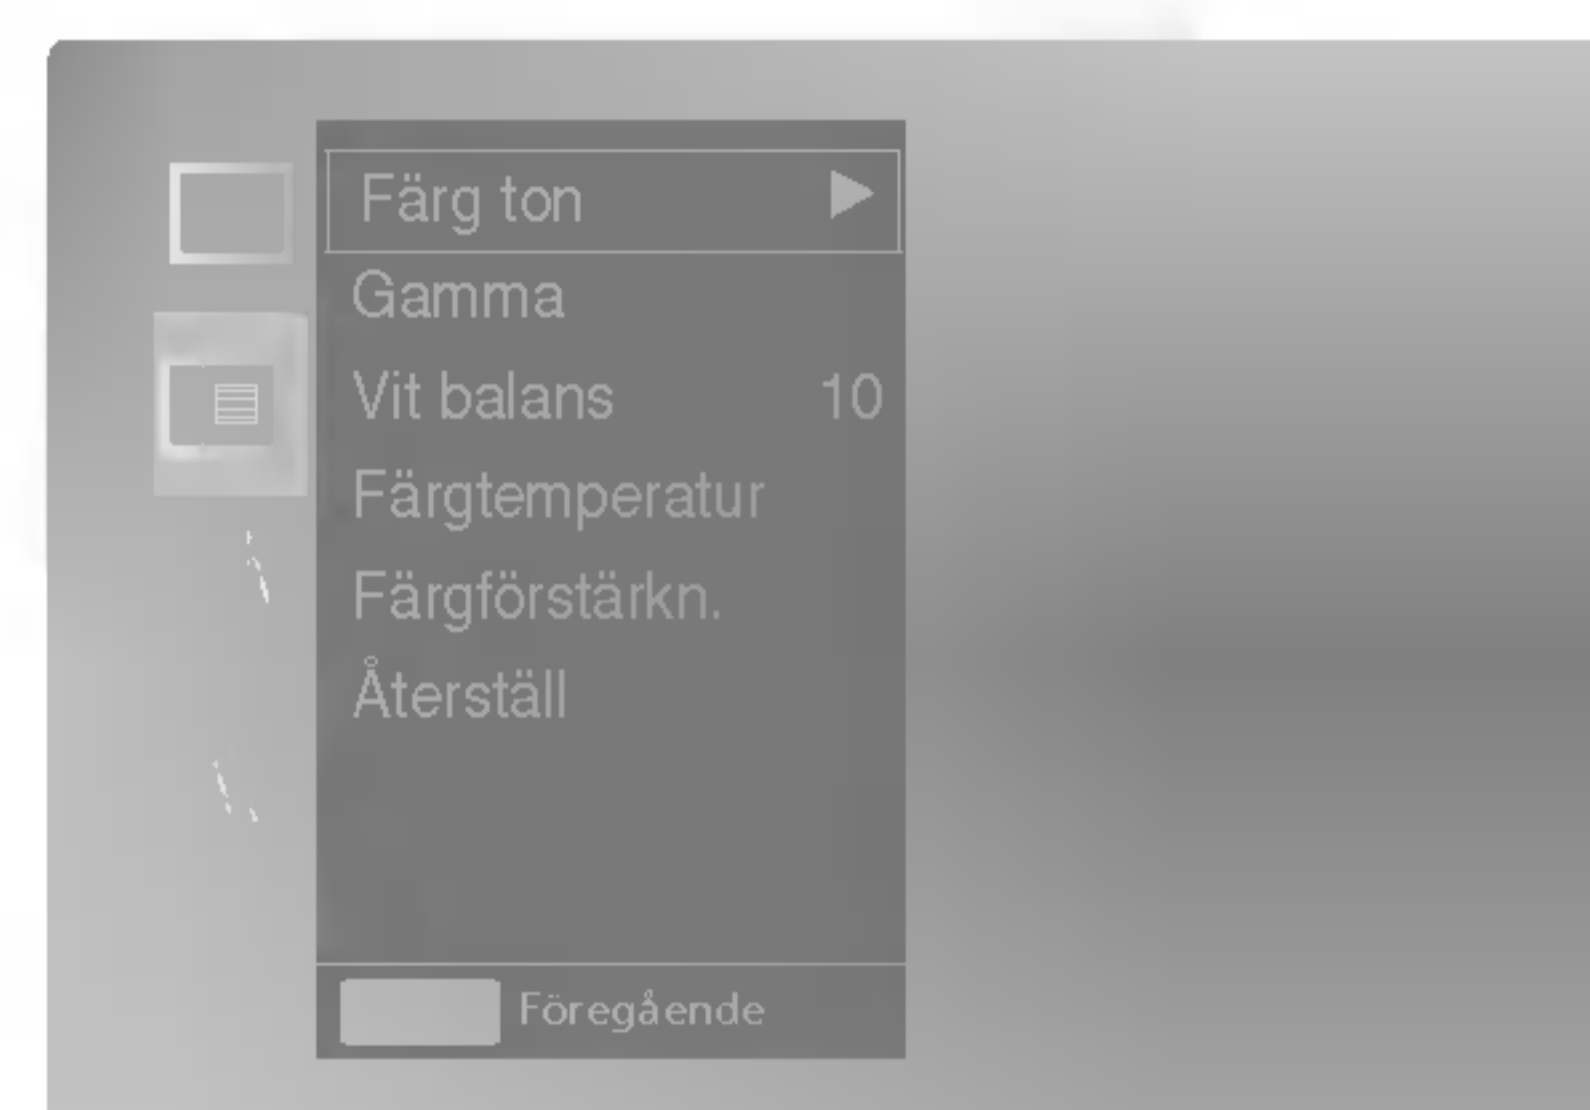 Färg ton
Gamma
Vit balans 10
Färgtemperatur
Färgförstärkn.
Återställ
Föregående